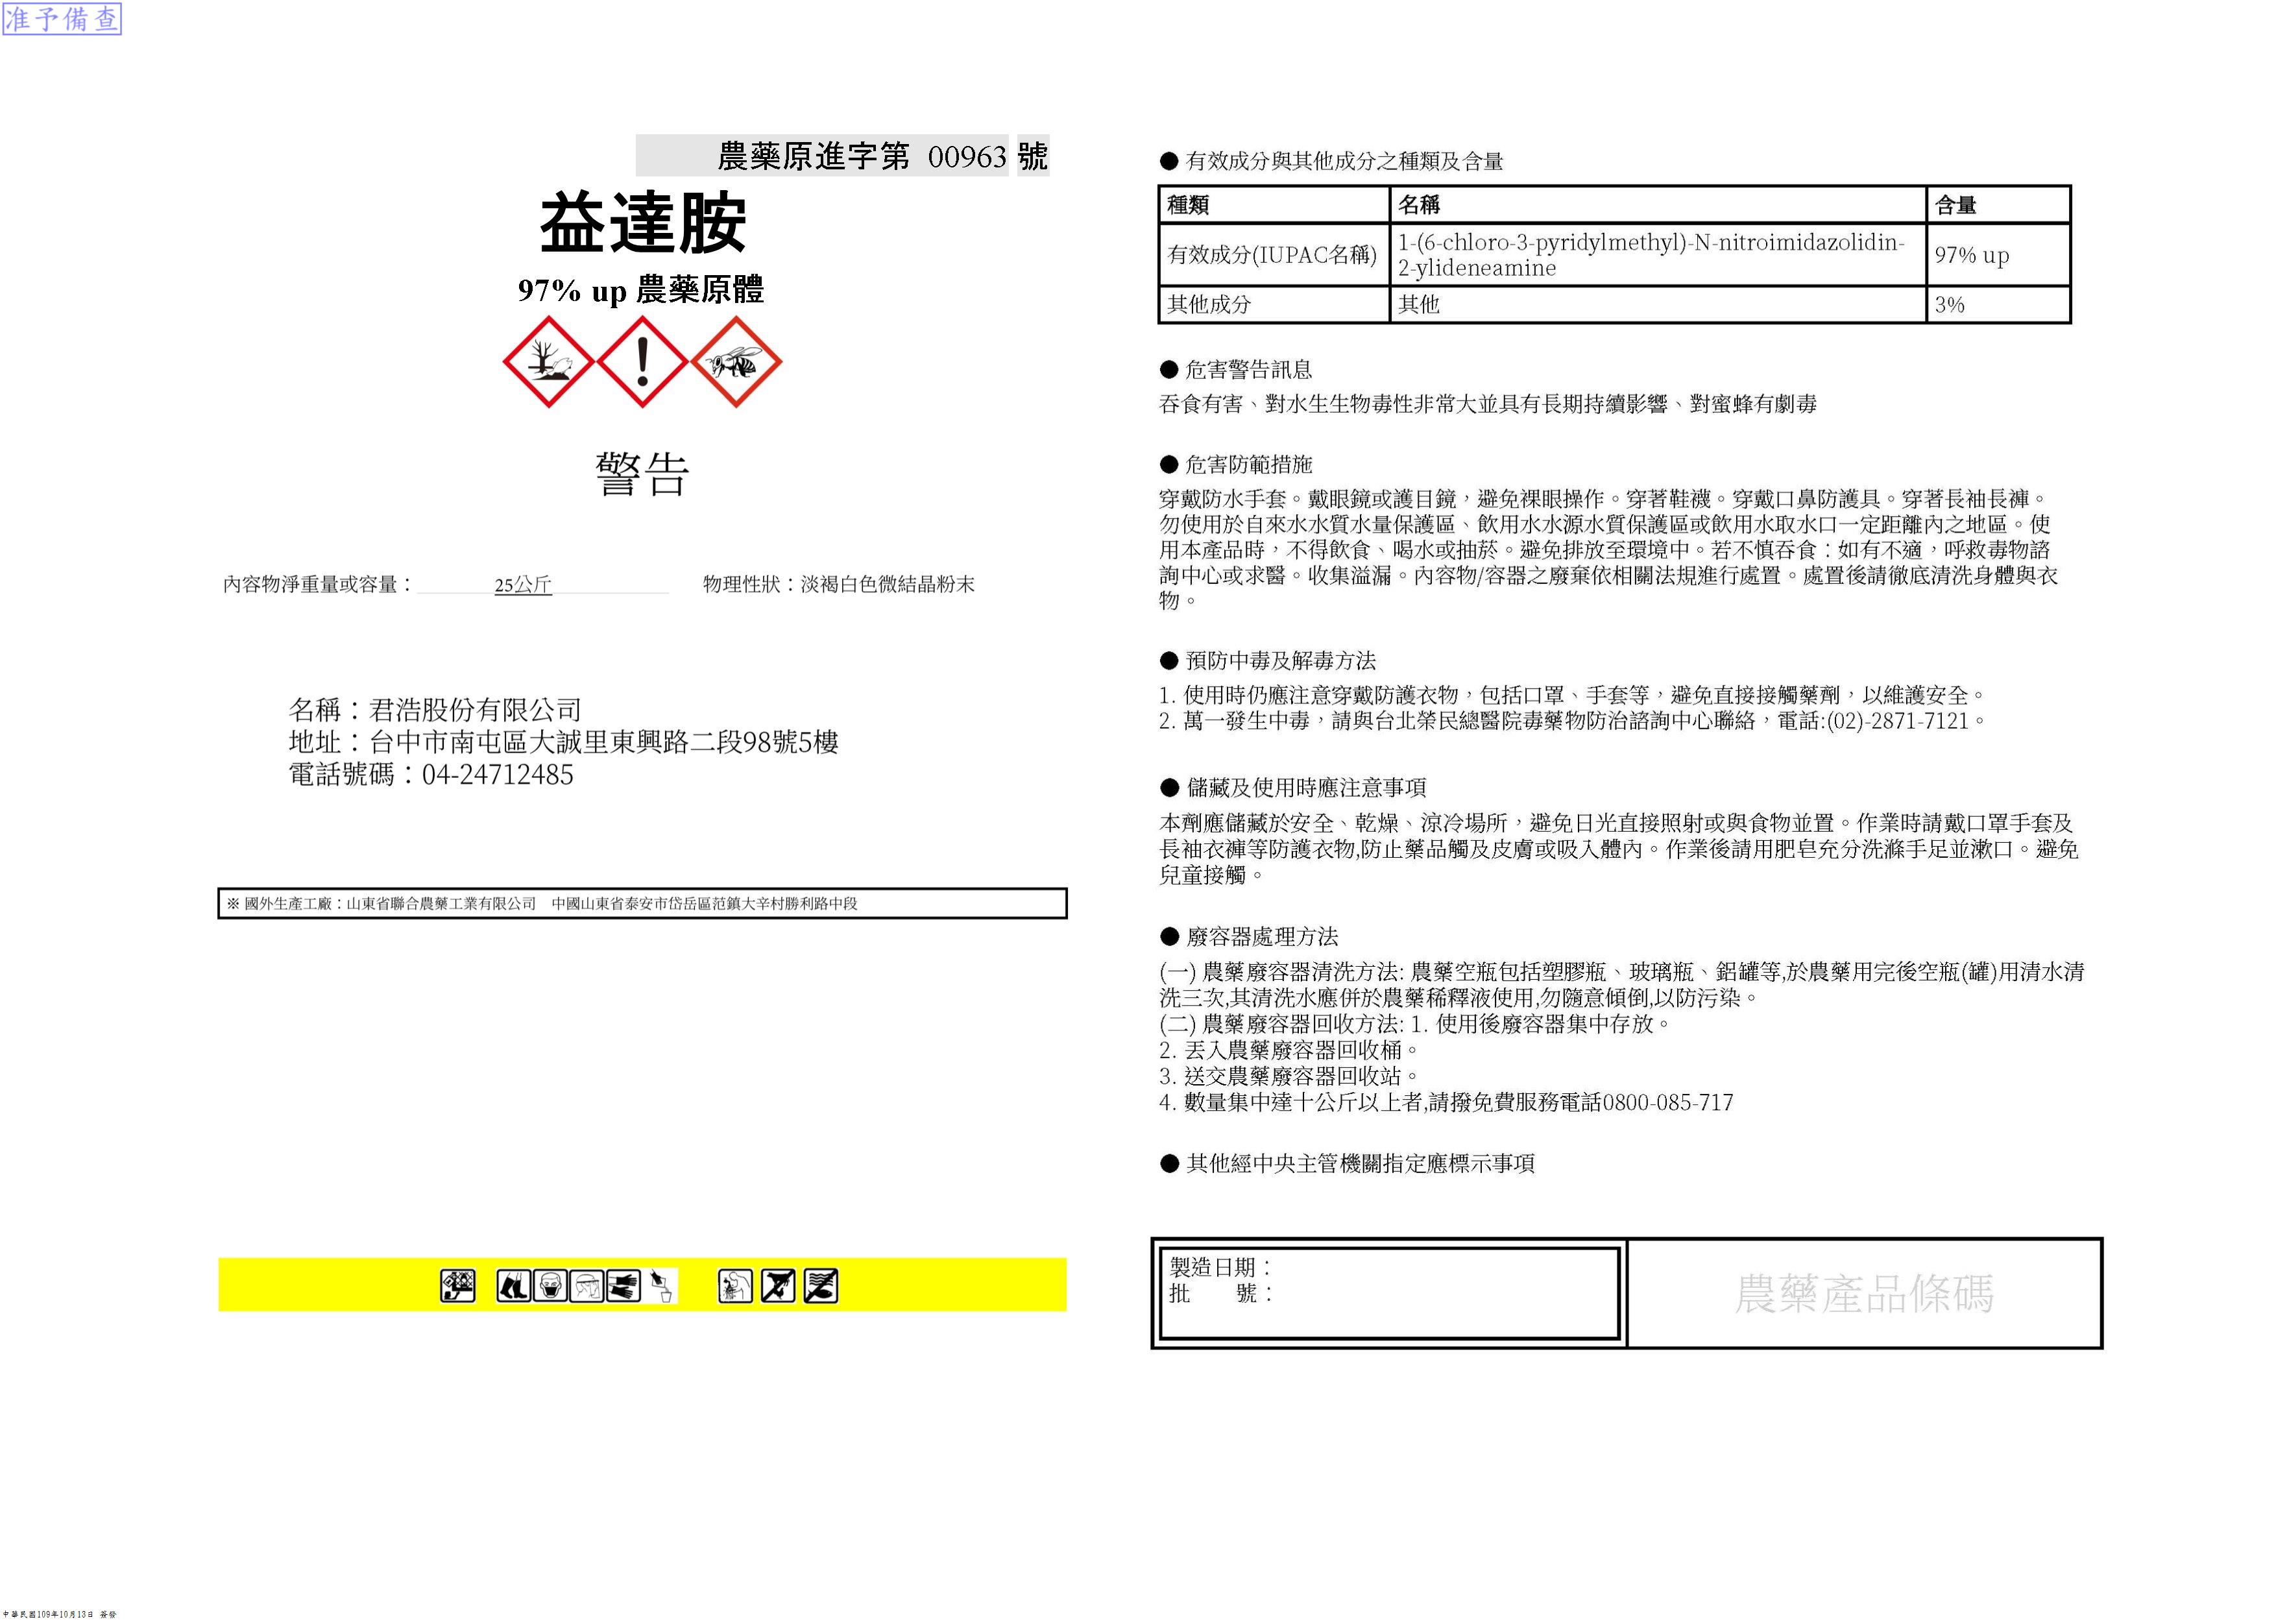 准予備查
農藥原進字第 00963 號
益達胺
97% up 農藥原體
警告
內容物淨重量或容量： 25公斤 物理性狀：淡褐白色微結晶粉末
名稱：君浩股份有限公司
地址：台中市南屯區大誠里東興路二段98號5樓
電話號碼：04-24712485
※ 國外生產工廠：山東省聯合農藥工業有限公司 中國山東省泰安市岱岳區范鎮大辛村勝利路中段
● 有效成分與其他成分之種類及含量
種類 名稱 含量
有效成分(IUPAC名稱) 1-(6-chloro-3-pyridylmethyl)-N-nitroimidazolidin-
2-ylideneamine 97% up
其他成分 其他 3%
● 危害警告訊息
吞食有害、對水生生物毒性非常大並具有長期持續影響、對蜜蜂有劇毒
● 危害防範措施
穿戴防水手套。戴眼鏡或護目鏡，避免裸眼操作。穿著鞋襪。穿戴口鼻防護具。穿著長袖長褲。
勿使用於自來水水質水量保護區、飲用水水源水質保護區或飲用水取水口一定距離內之地區。使
用本產品時，不得飲食、喝水或抽菸。避免排放至環境中。若不慎吞食：如有不適，呼救毒物諮
詢中心或求醫。收集溢漏。內容物/容器之廢棄依相關法規進行處置。處置後請徹底清洗身體與衣
物。
● 預防中毒及解毒方法
1. 使用時仍應注意穿戴防護衣物，包括口罩、手套等，避免直接接觸藥劑，以維護安全。
2. 萬一發生中毒，請與台北榮民總醫院毒藥物防治諮詢中心聯絡，電話:(02)-2871-7121。
● 儲藏及使用時應注意事項
本劑應儲藏於安全、乾燥、涼冷場所，避免日光直接照射或與食物並置。作業時請戴口罩手套及
長袖衣褲等防護衣物,防止藥品觸及皮膚或吸入體內。作業後請用肥皂充分洗滌手足並漱口。避免
兒童接觸。
● 廢容器處理方法
(一) 農藥廢容器清洗方法: 農藥空瓶包括塑膠瓶、玻璃瓶、鋁罐等,於農藥用完後空瓶(罐)用清水清
洗三次,其清洗水應併於農藥稀釋液使用,勿隨意傾倒,以防污染。
(二) 農藥廢容器回收方法: 1. 使用後廢容器集中存放。
2. 丟入農藥廢容器回收桶。
3. 送交農藥廢容器回收站。
4. 數量集中達十公斤以上者,請撥免費服務電話0800-085-717
● 其他經中央主管機關指定應標示事項
製造日期：
批 號：
農藥產品條碼
中華民國109年10月13日 簽發